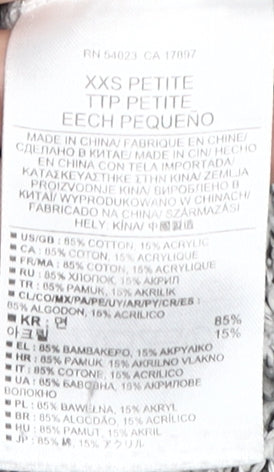 RN 54023 CA 17897
XXS PETITE
TTP PETITE
EECH PEQUEÑO
MADE IN CHINA/ FABRIQUE EN CHINE/
СДЕЛАНО В КИТАЕ/ MADE IN CIN/ HECHO
EN CHINA CON TELA IMPORTADA/
ΚΑΤΑΣΚΕΥΑΣΤΗΚΕ ΣΤΗΝ ΚΙΝΑ/ ZEMLJA
PROIZVODNJE KINA/ ВИРОБЛЕНО В
КИТАЇ/ WYPRODUKOWANO W CHINACH/
FABRICADO NA CHINA/ SZÁRMAZÁSI
HELY: KÍNA/ 中國製造
■ US/GB : 85% COTTON, 15% ACRYLIC
■ CA : 85% COTON, 15% ACRYLIQUE
■ FR/MA : 85% COTON, 15% ACRYLIQUE
■ RU : 85% ХЛОПОК, 15% АКРИЛ
■ TR : 85% PAMUK, 15% AKRILIK
■ CL/CO/MX/PA/PE/UY/AR/PY/CR/ES :
85% ALGODON, 15% ACRILICO
■ KR : 면 85%
아크릴 15%
■ EL : 85% ΒΑΜΒΑΚΕΡΟ, 15% ΑΚΡΥΛΙΚΟ
■ HR : 85% PAMUK 15% AKRILNO VLAKNO
■ IT : 85% COTONE, 15% ACRILICO
■ UA : 85% БАВОВНА, 15% АКРИЛОВЕ
ВОЛОКНО
■ PL : 85% BAWELNA, 15% AKRYL
■ BR : 85% ALGODÃO, 15% ACRÍLICO
■ HU : 85% PAMUT, 15% AKRIL
■ JP : 85% 綿, 15% アクリル